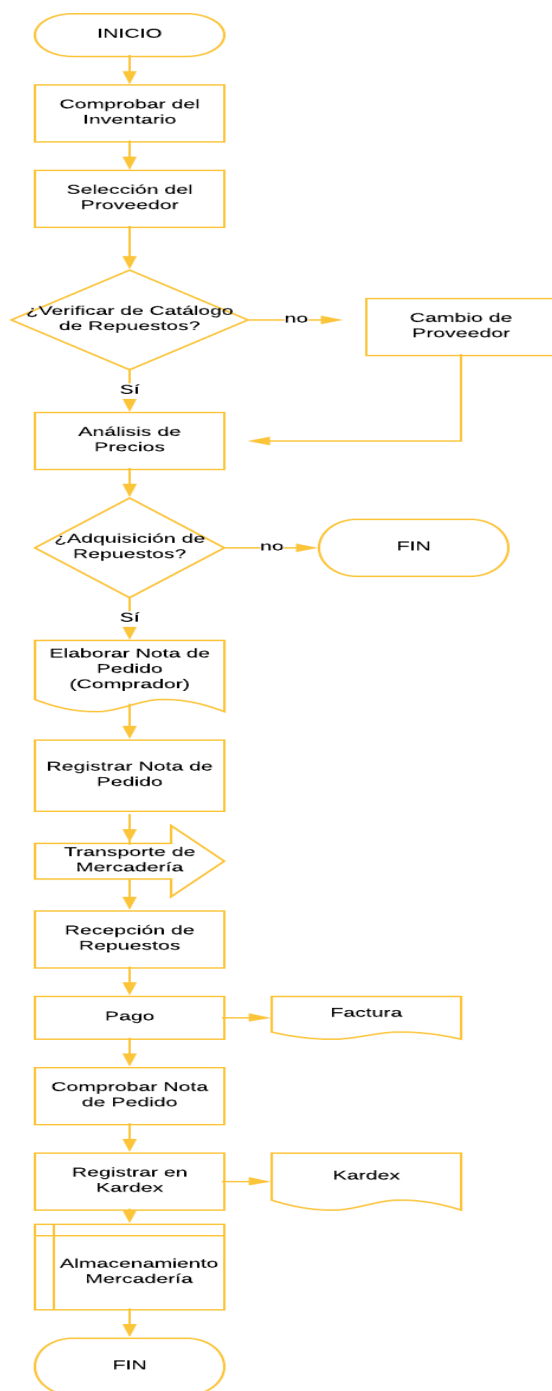 INICIO
Comprobar del
Inventario
Selección del
Proveedor
¿Verificar de Catálogo
de Repuestos?
no
Cambio de
Proveedor
Sí
Análisis de
Precios
¿Adquisición de
Repuestos?
no
FIN
Sí
Elaborar Nota de
Pedido
(Comprador)
Registrar Nota de
Pedido
Transporte de
Mercadería
Recepción de
Repuestos
Pago
Factura
Comprobar Nota
de Pedido
Registrar en
Kardex
Kardex
Almacenamiento
Mercadería
FIN